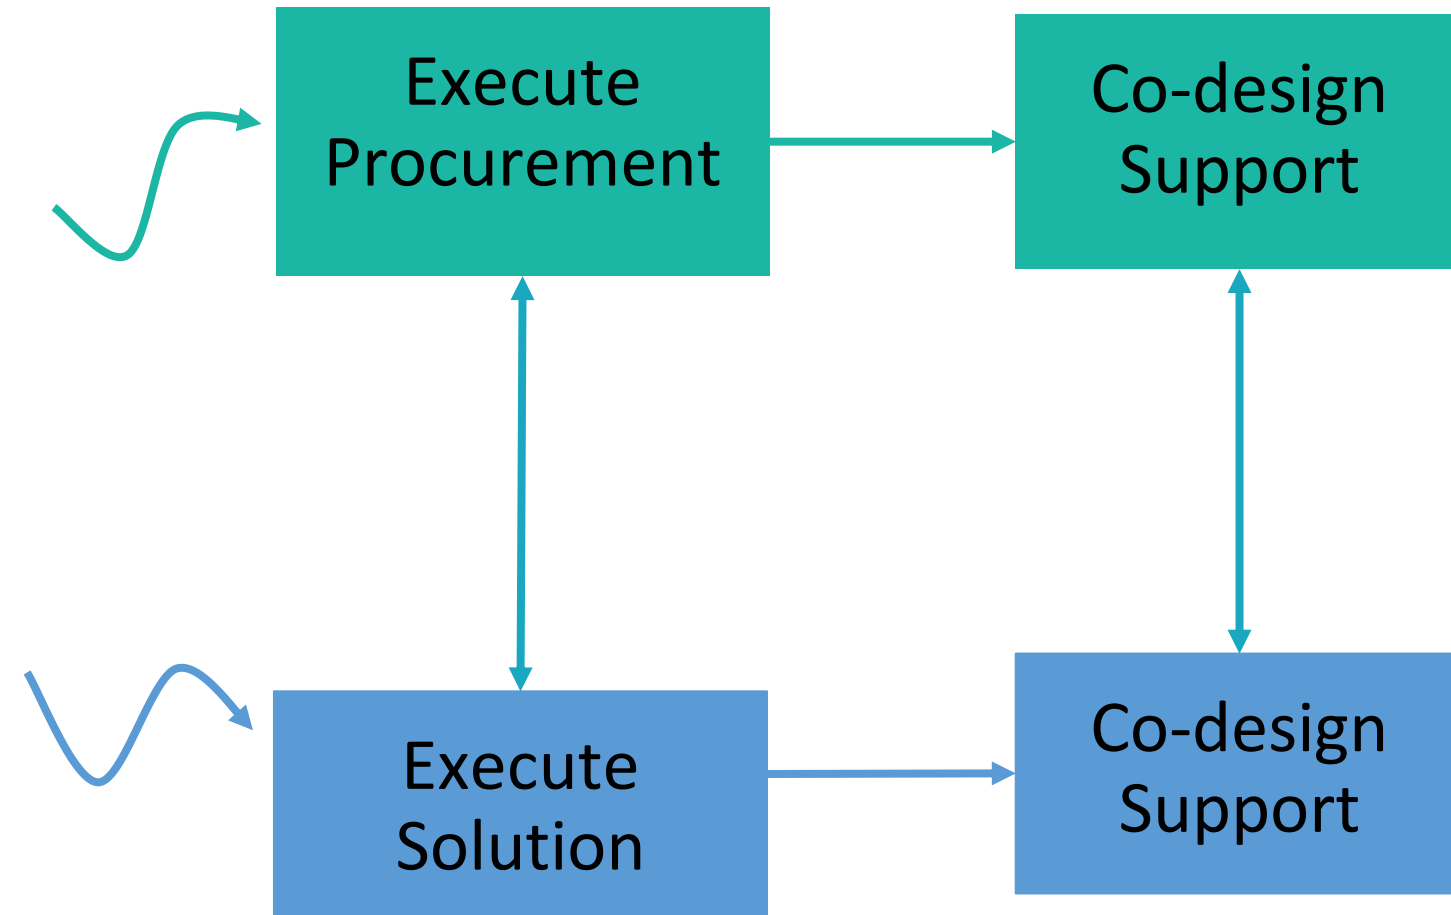 Execute
Procurement
Co-design
Support
Execute
Solution
Co-design
Support